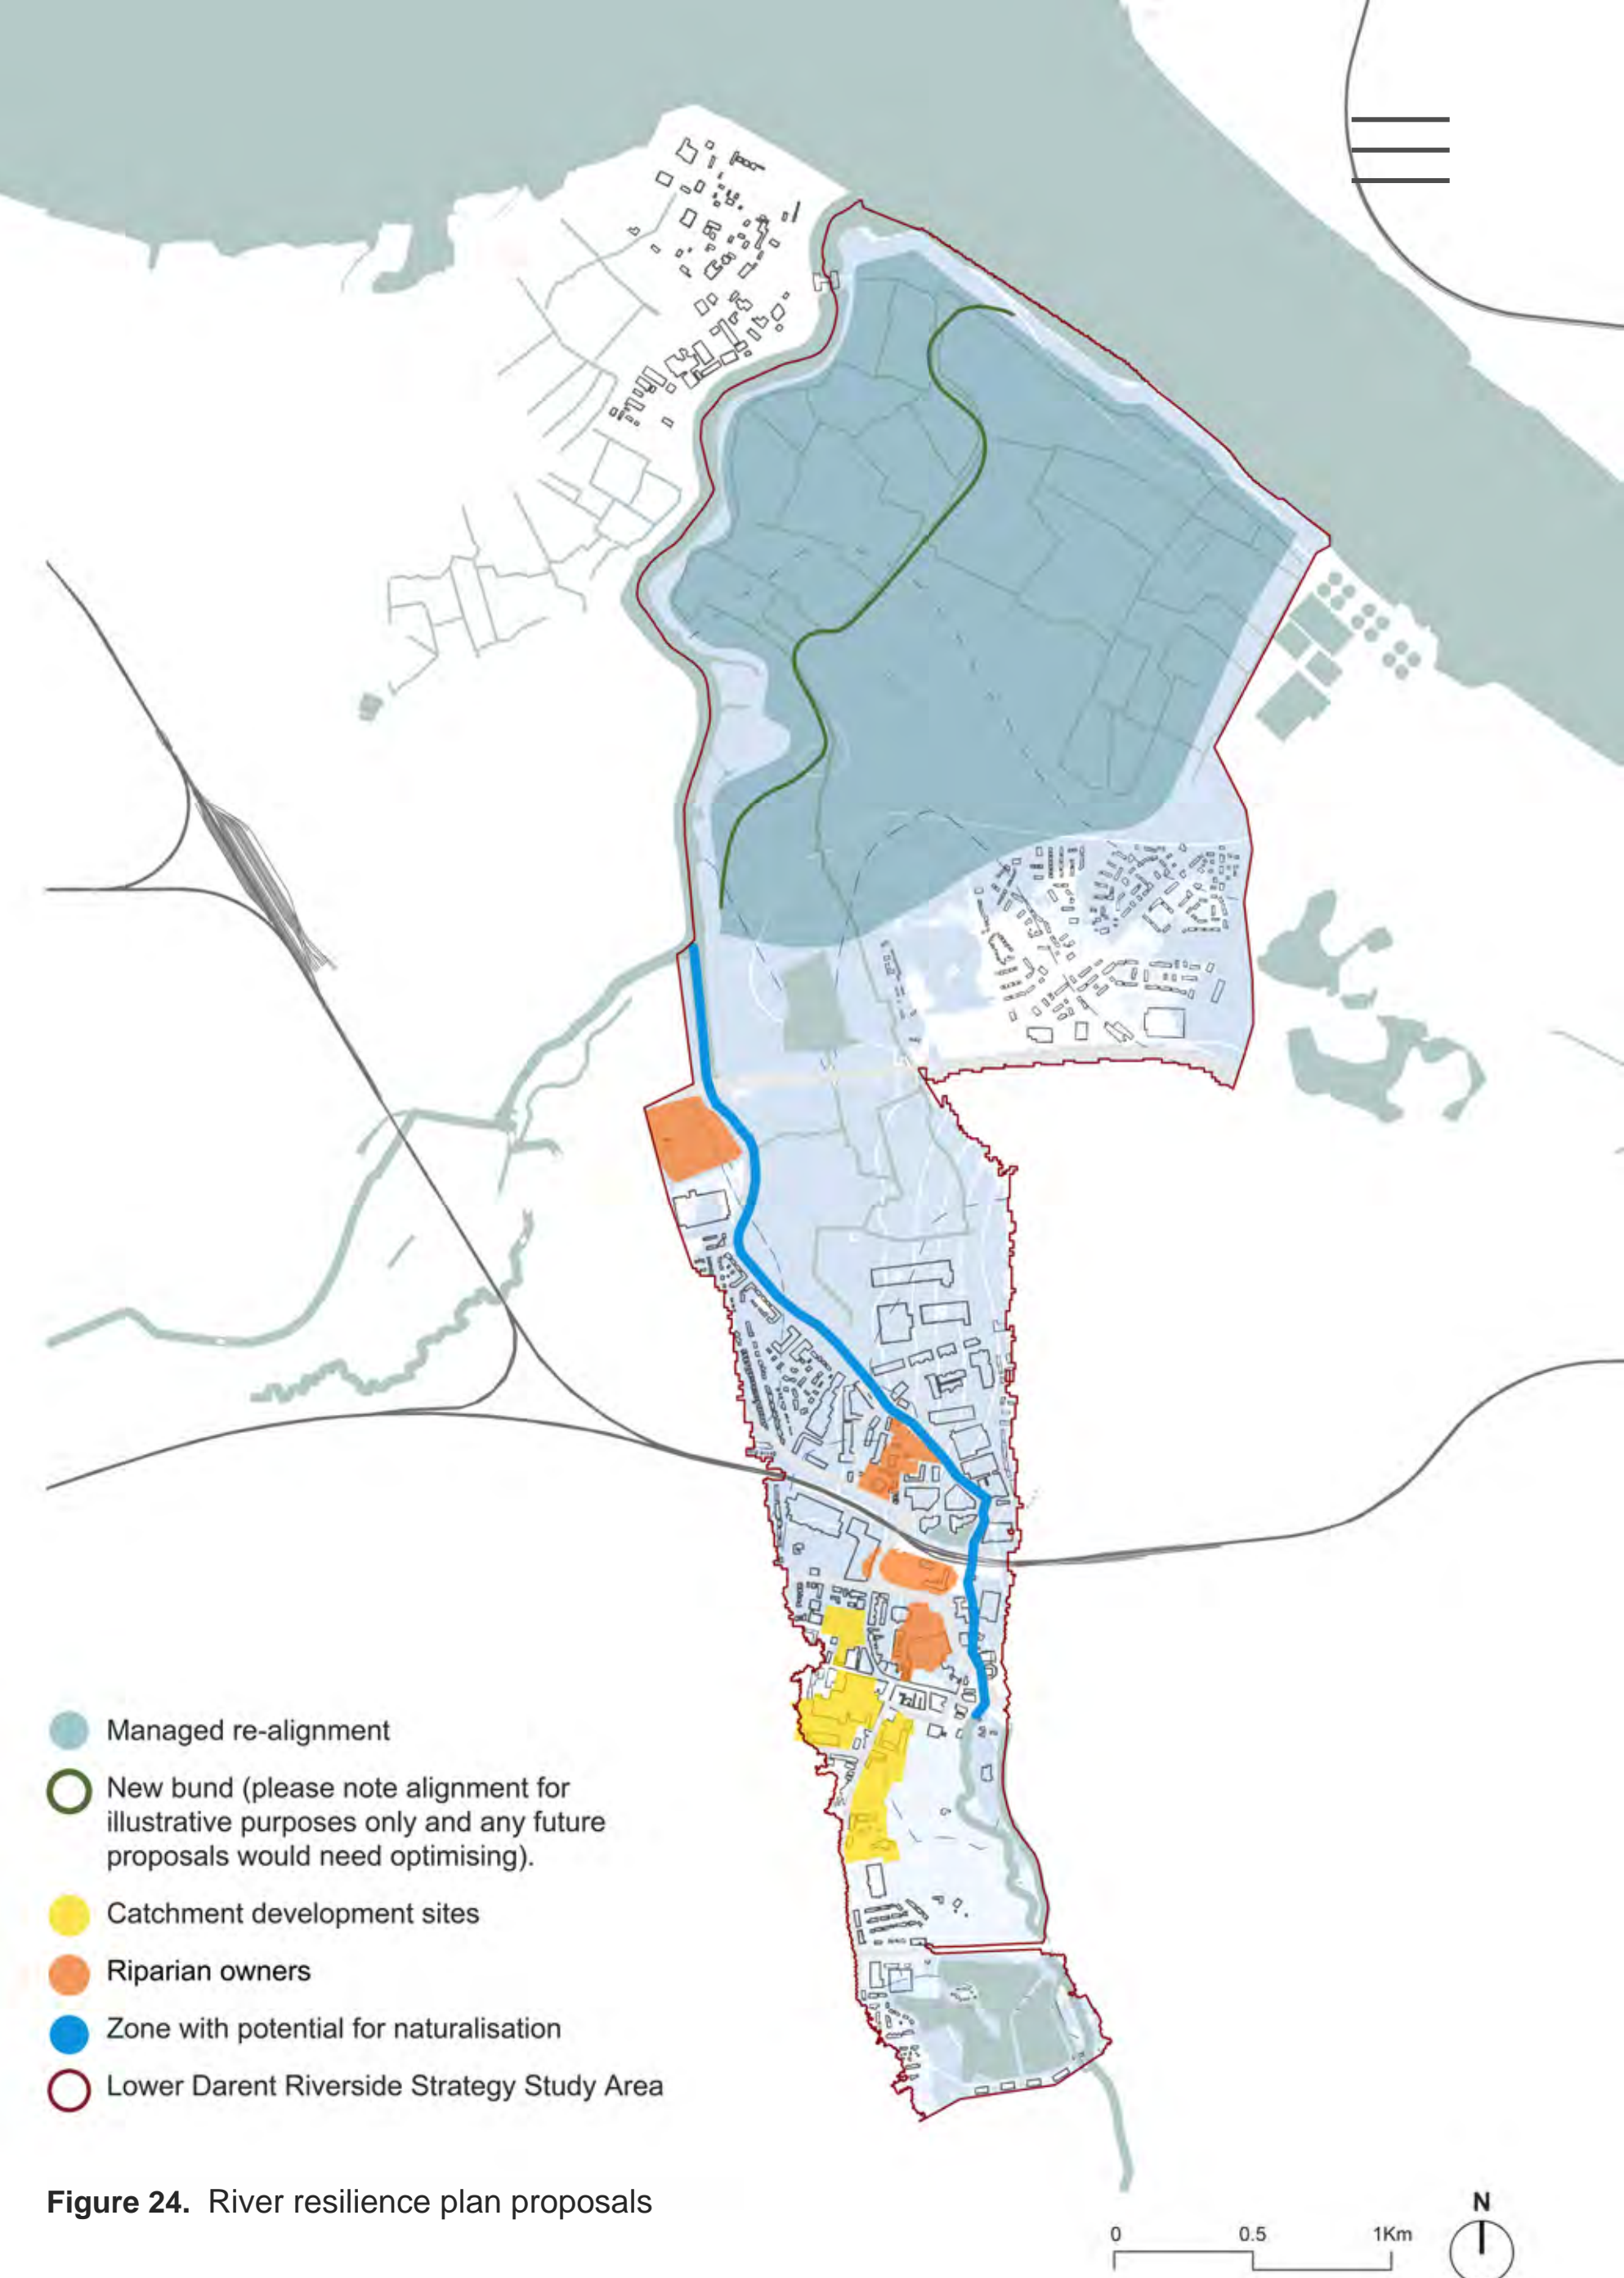 Managed re-alignment
New bund (please note alignment for
illustrative purposes only and any future
proposals would need optimising).
Catchment development sites
Riparian owners
Zone with potential for naturalisation
Lower Darent Riverside Strategy Study Area
Figure 24. River resilience plan proposals
N
0 0.5 1Km